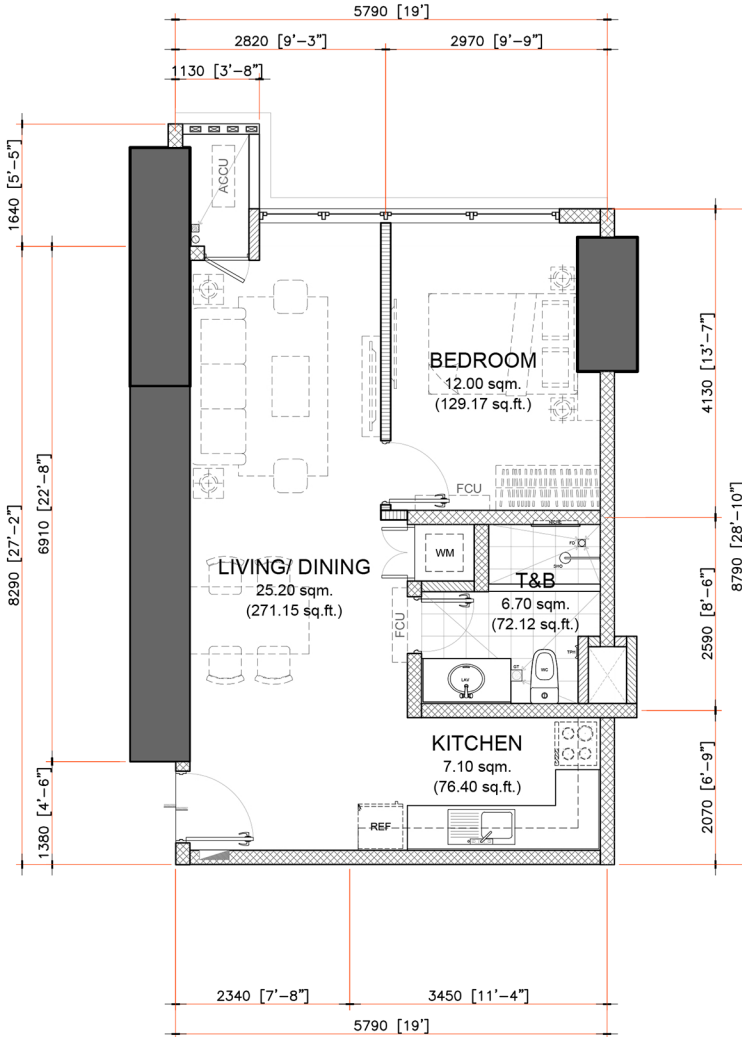 5790 [19']
2820 [9'-3"]
2970 [9'-9"]
1130 [3'-8"]
1640 [5'-5"]
8290 [27'-2"]
6910 [22'-8"]
1380 [4'-6"]
4130 [13'-7"]
8790 [28'-10"]
2590 [8'-6"]
2070 [6'-9"]
ACCU
BEDROOM
12.00 sqm.
(129.17 sq.ft.)
FCU
WM
FD
SHO
LIVING/ DINING
25.20 sqm.
(271.15 sq.ft.)
T&B
6.70 sqm.
(72.12 sq.ft.)
FCU
TPH
GT
LAV
WC
KITCHEN
7.10 sqm.
(76.40 sq.ft.)
REF
2340 [7'-8"]
3450 [11'-4"]
5790 [19']